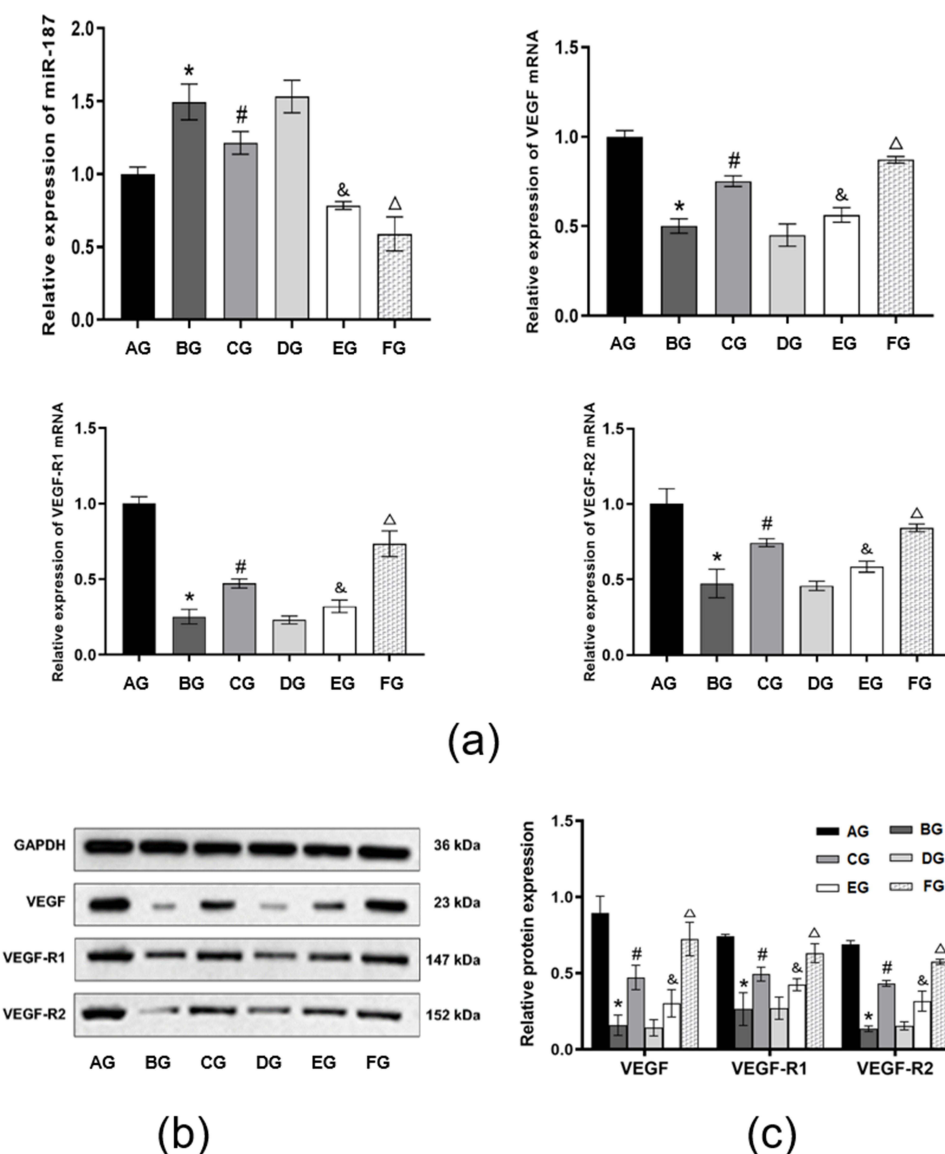 Relative expression of miR-187
2.0
1.5
1.0
0.5
0.0
*
#
&
△
AG BG CG DG EG FG
Relative expression of VEGF mRNA
1.5
1.0
0.5
0.0
*
#
&
△
AG BG CG DG EG FG
Relative expression of VEGF-R1 mRNA
1.5
1.0
0.5
0.0
*
#
&
△
AG BG CG DG EG FG
Relative expression of VEGF-R2 mRNA
1.5
1.0
0.5
0.0
*
#
&
△
AG BG CG DG EG FG
(a)
GAPDH 36 kDa
VEGF 23 kDa
VEGF-R1 147 kDa
VEGF-R2 152 kDa
AG BG CG DG EG FG
(b)
Relative protein expression
1.5
1.0
0.5
0.0
AG BG
CG DG
EG FG
* # & △ * # & △ * # & △
VEGF VEGF-R1 VEGF-R2
(c)